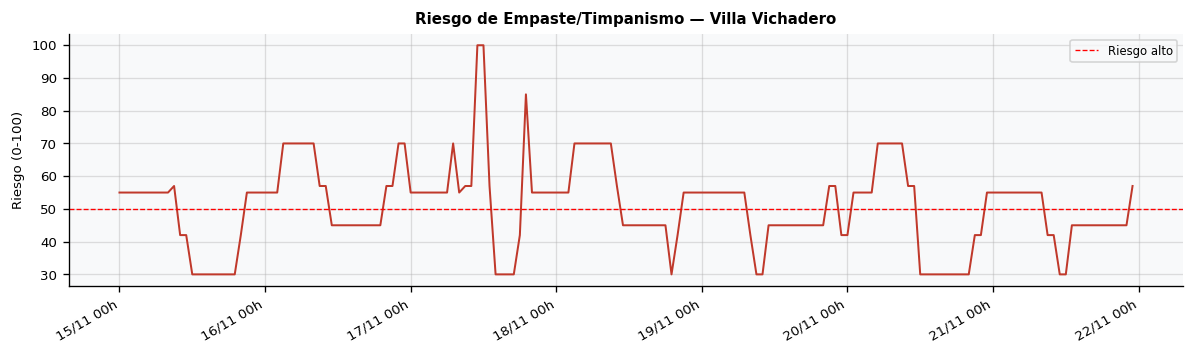 Riesgo de Empaste/Timpanismo — Villa Vichadero
Riesgo alto
Riesgo (0-100)
100
90
80
70
60
50
40
30
15/11 00h
16/11 00h
17/11 00h
18/11 00h
19/11 00h
20/11 00h
21/11 00h
22/11 00h